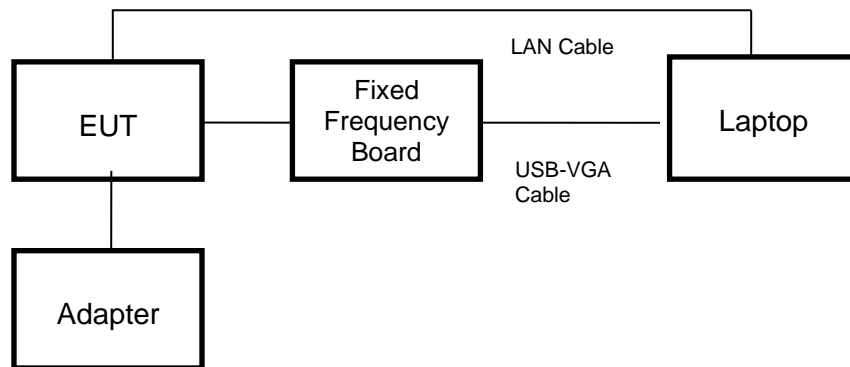 LAN Cable
EUT
Fixed
Frequency
Board
Laptop
USB-VGA
Cable
Adapter